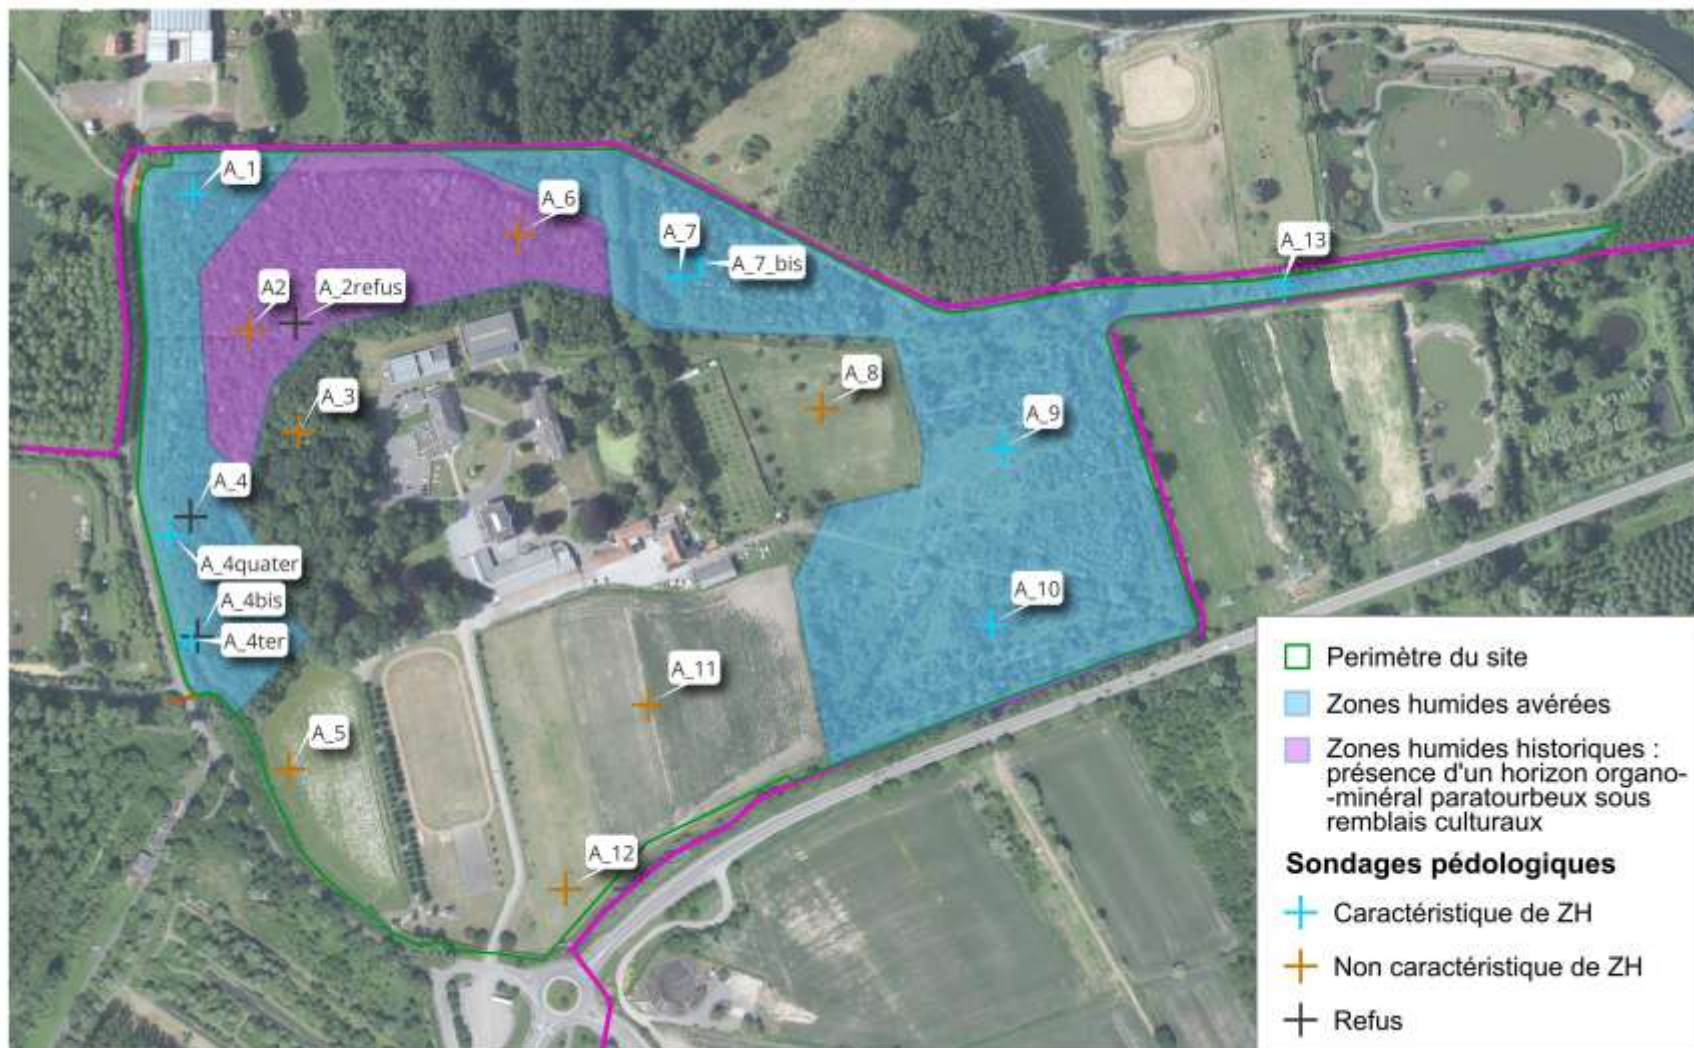 A_1
A_6
A_7
A_7_bis
A_13
A2
A_2refus
A_3
A_8
A_9
A_4
A_4quater
A_4bis
A_4ter
A_10
A_11
A_5
A_12
Perimètre du site
Zones humides avérées
Zones humides historiques :
présence d'un horizon organo-
-minéral paratourbeux sous
remblais culturaux
Sondages pédologiques
Caractéristique de ZH
Non caractéristique de ZH
Refus